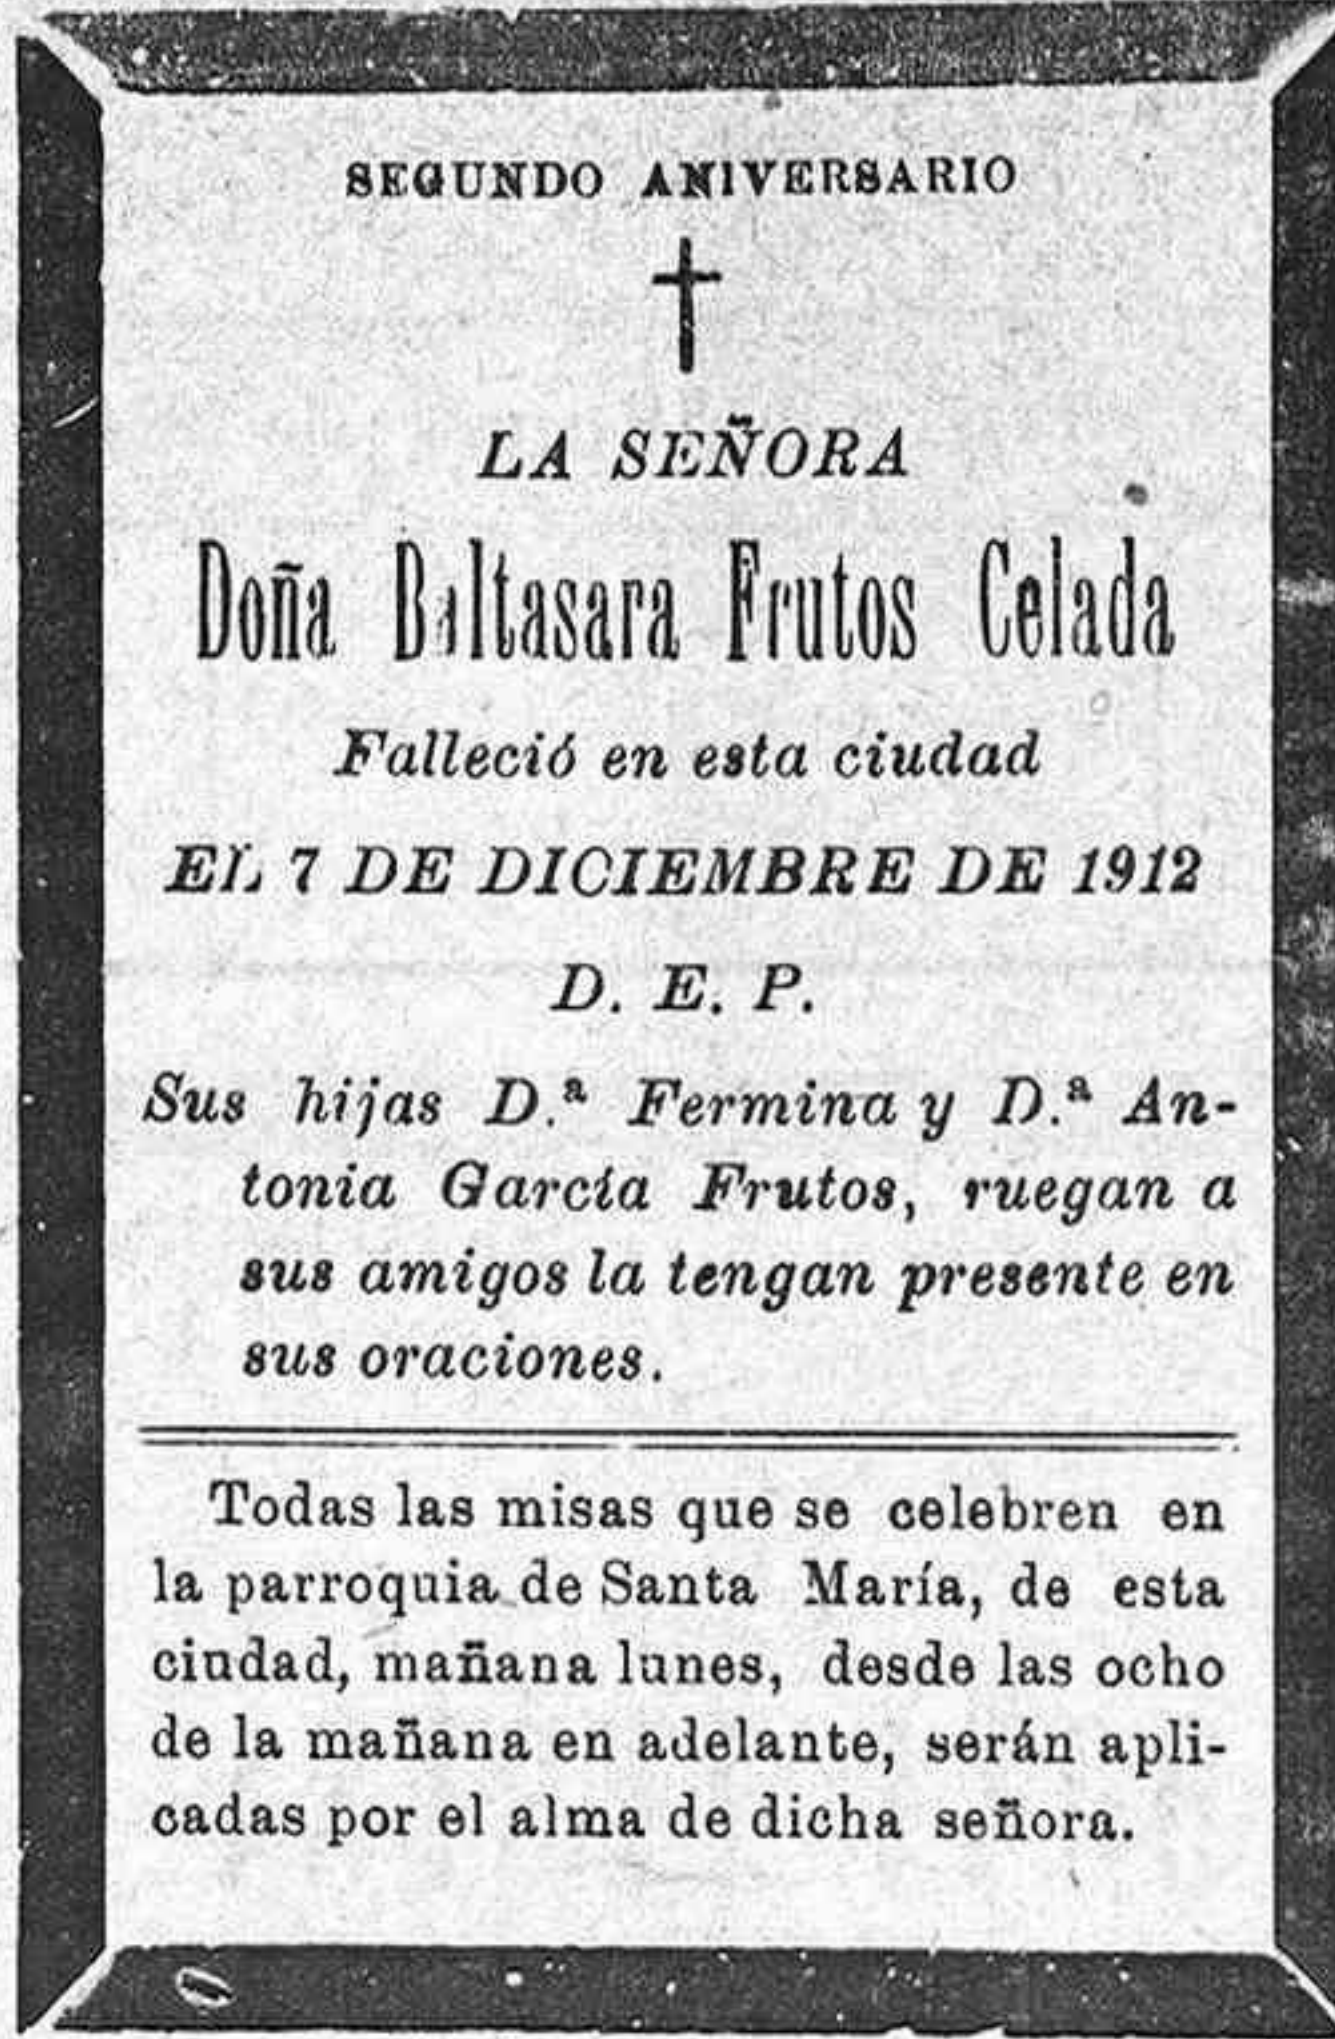 SEGUNDO ANIVERSARIO
LA SEÑORA
Doña Baltasara Frutos Celada
Falleció en esta ciudad
EL 7 DE DICIEMBRE DE 1912
D. E. P.
Sus hijas D.ª Fermina y D.ª An-
tonia García Frutos, ruegan a
sus amigos la tengan presente en
sus oraciones.
Todas las misas que se celebren en
la parroquia de Santa María, de esta
ciudad, mañana lunes, desde las ocho
de la mañana en adelante, serán apli-
cadas por el alma de dicha señora.